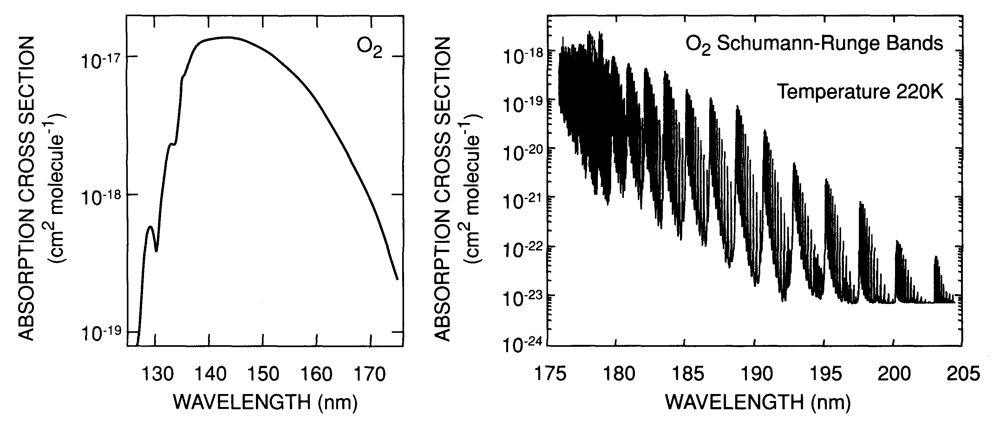 ABSORPTION CROSS SECTION
(cm² molecule⁻¹)
10⁻¹⁷
10⁻¹⁸
10⁻¹⁹
O₂
130 140 150 160 170
WAVELENGTH (nm)
ABSORPTION CROSS SECTION
(cm² molecule⁻¹)
10⁻¹⁸
10⁻¹⁹
10⁻²⁰
10⁻²¹
10⁻²²
10⁻²³
10⁻²⁴
O₂ Schumann-Runge Bands
Temperature 220K
175 180 185 190 195 200 205
WAVELENGTH (nm)